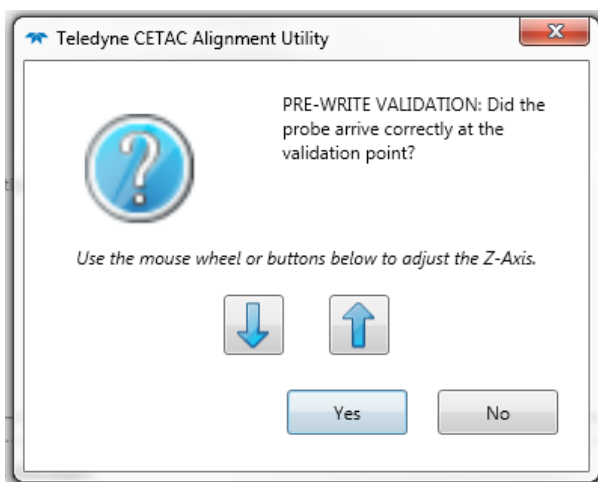 Teledyne CETAC Alignment Utility
PRE-WRITE VALIDATION: Did the
probe arrive correctly at the
validation point?
Use the mouse wheel or buttons below to adjust the Z-Axis.
Yes No